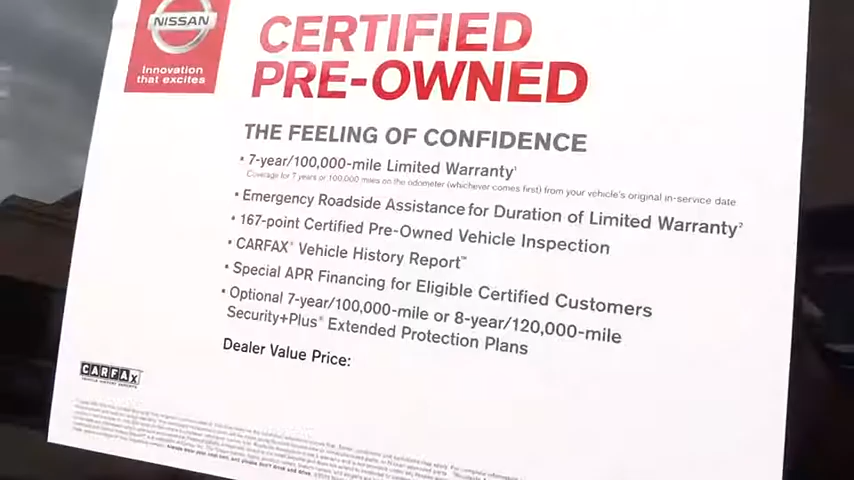 NISSAN
Innovation
that excites
CERTIFIED
PRE-OWNED
THE FEELING OF CONFIDENCE
• 7-year/100,000-mile Limited Warranty¹
Coverage for 7 years or 100,000 miles on the odometer (whichever comes first) from your vehicle's original in-service date
• Emergency Roadside Assistance for Duration of Limited Warranty²
• 167-point Certified Pre-Owned Vehicle Inspection
• CARFAX® Vehicle History Report™
• Special APR Financing for Eligible Certified Customers
• Optional 7-year/100,000-mile or 8-year/120,000-mile
Security+Plus® Extended Protection Plans
Dealer Value Price:
CARFAX